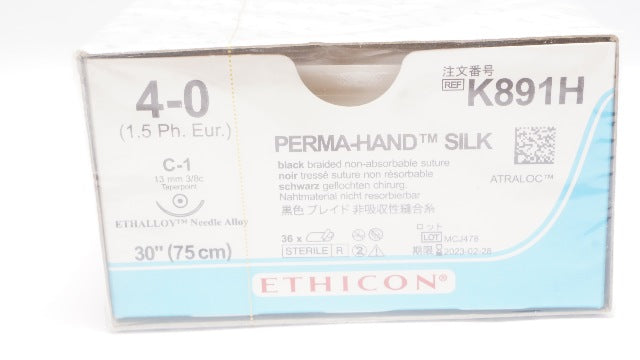 4-0
(1.5 Ph. Eur.)
C-1
13 mm 3/8c
Taperpoint
ETHALLOY™ Needle Alloy
30" (75 cm)
注文番号
REF K891H
PERMA-HAND™ SILK
black braided non-absorbable suture
noir tressé suture non résorbable
schwarz geflochten chirurg.
Nahtmaterial nicht resorbierbar
黒色 ブレイド 非吸収性縫合糸
ATRALOC™
36 x
STERILE R
ロット
LOT MCJ478
期限 2023-02-28
ETHICON®